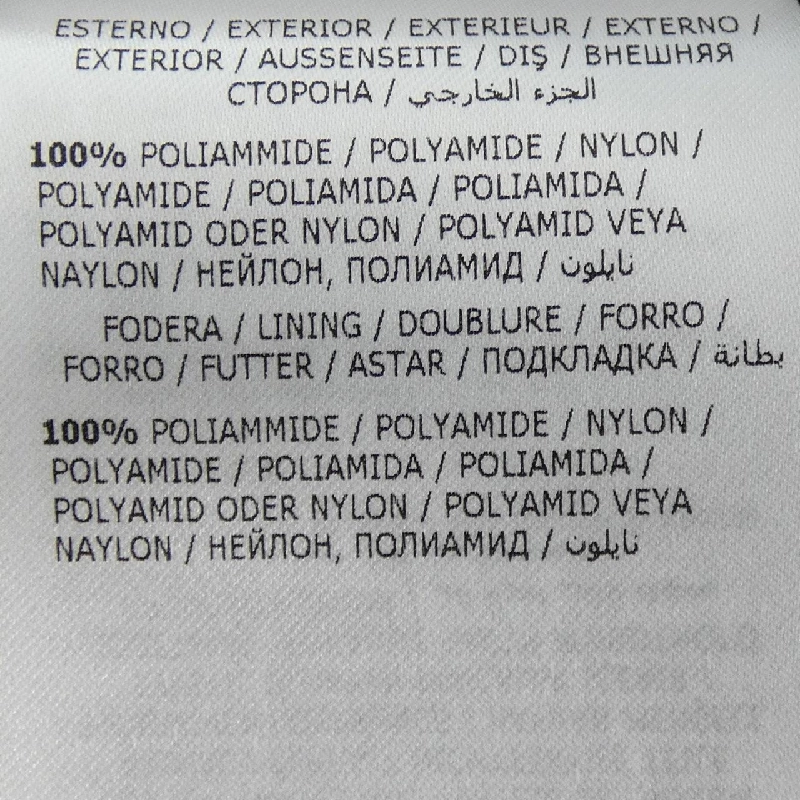 ESTERNO / EXTERIOR / EXTERIEUR / EXTERNO /
EXTERIOR / AUSSENSEITE / DIŞ / ВНЕШНЯЯ
СТОРОНА / الجزء الخارجي
100% POLIAMMIDE / POLYAMIDE / NYLON /
POLYAMIDE / POLIAMIDA / POLIAMIDA /
POLYAMID ODER NYLON / POLYAMID VEYA
NAYLON / НЕЙЛОН, ПОЛИАМИД / نايلون
FODERA / LINING / DOUBLURE / FORRO /
FORRO / FUTTER / ASTAR / ПОДКЛАДКА / بطانة
100% POLIAMMIDE / POLYAMIDE / NYLON /
POLYAMIDE / POLIAMIDA / POLIAMIDA /
POLYAMID ODER NYLON / POLYAMID VEYA
NAYLON / НЕЙЛОН, ПОЛИАМИД / نايلون